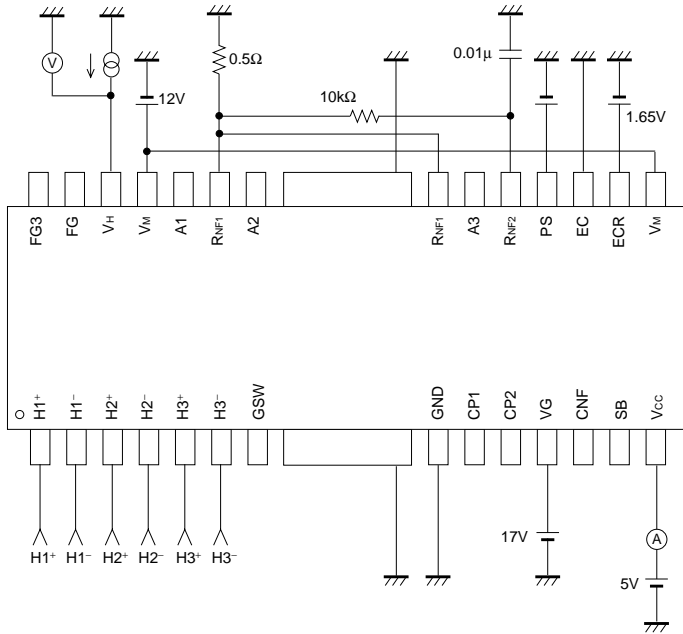 V
12V
0.5Ω
10kΩ
0.01μ
1.65V
FG3 FG VH VM A1 RNF1 A2 RNF1 A3 RNF2 PS EC ECR VM
H1+ H1− H2+ H2− H3+ H3− GSW GND CP1 CP2 VG CNF SB VCC
H1+ H1− H2+ H2− H3+ H3−
17V
A
5V